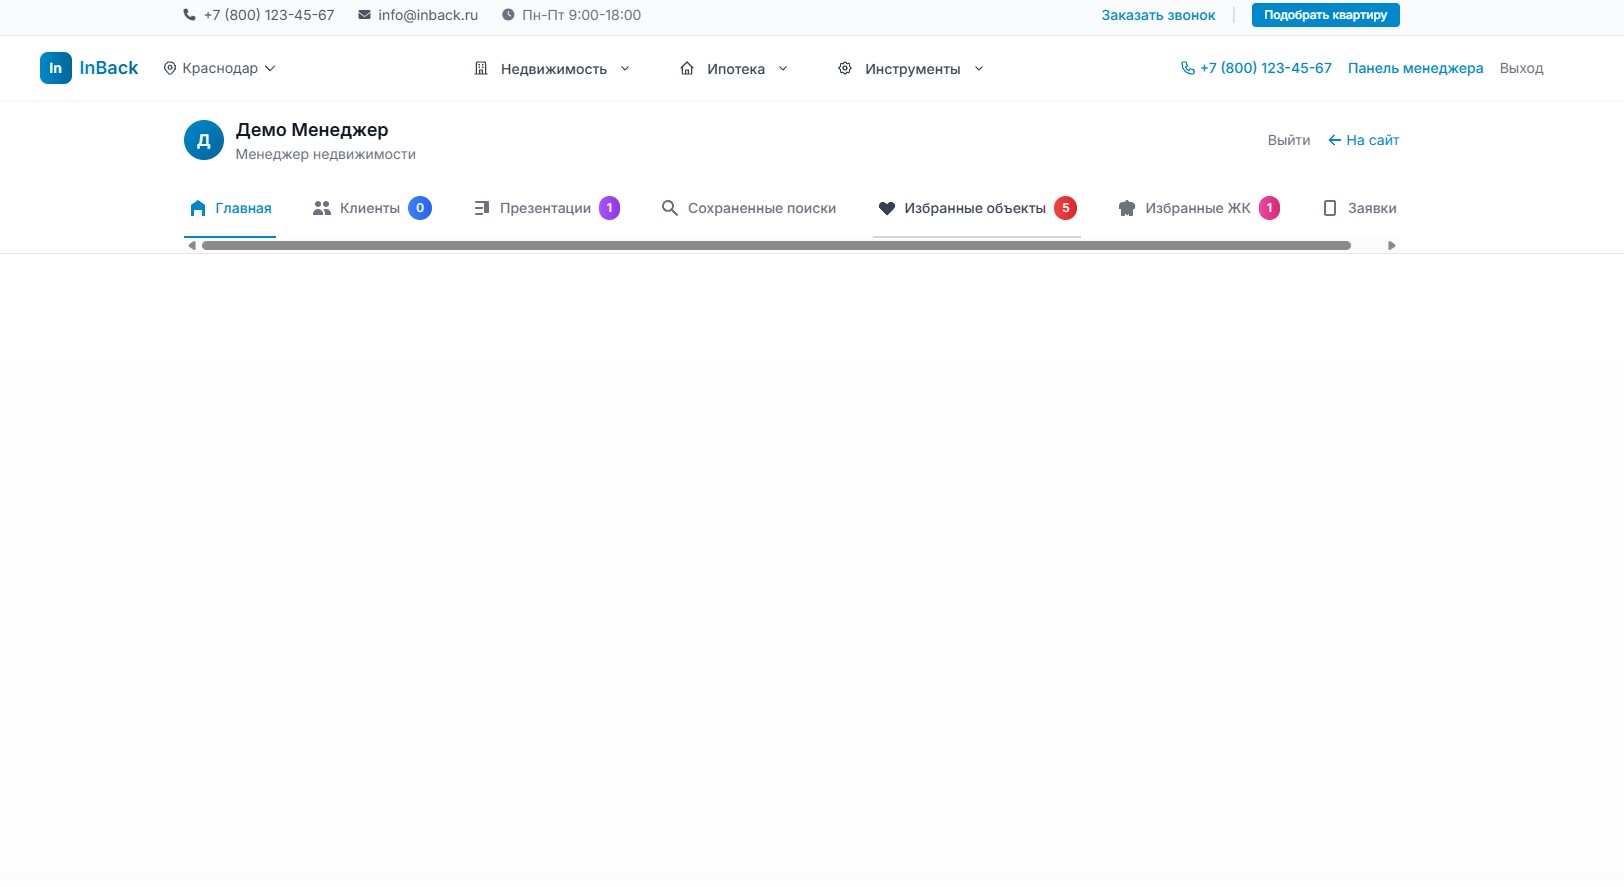 +7 (800) 123-45-67 info@inback.ru Пн-Пт 9:00-18:00 Заказать звонок Подобрать квартиру
In InBack Краснодар Недвижимость Ипотека Инструменты +7 (800) 123-45-67 Панель менеджера Выход
Д Демо Менеджер
Менеджер недвижимости
Выйти На сайт
Главная Клиенты 0 Презентации 1 Сохраненные поиски Избранные объекты 5 Избранные ЖК 1 Заявки